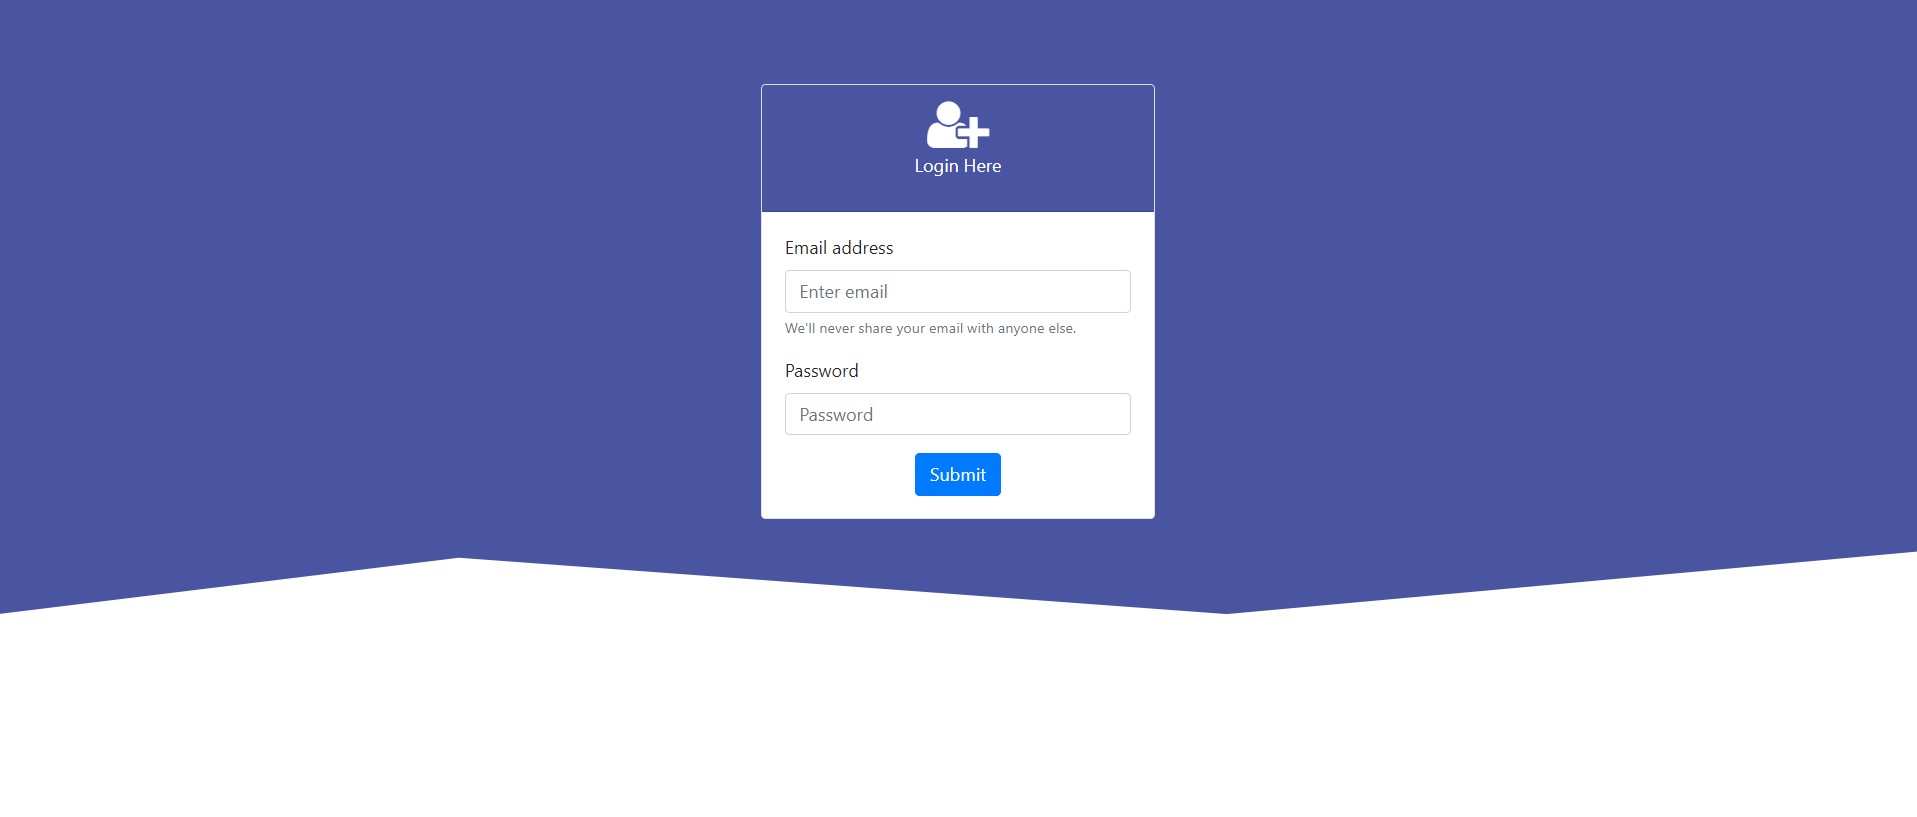 Login Here
Email address
Enter email
We'll never share your email with anyone else.
Password
Password
Submit